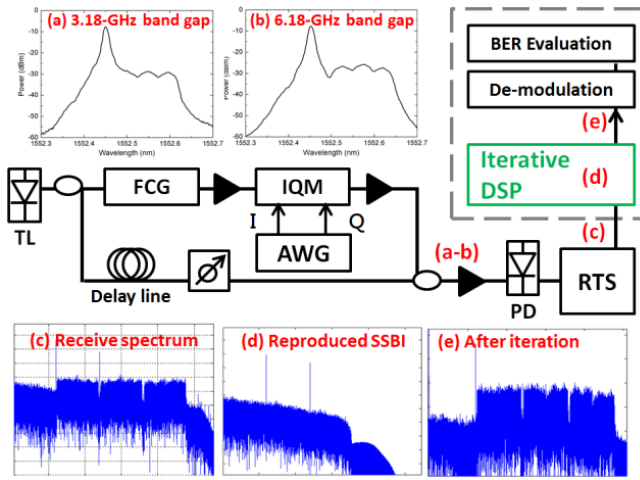 (a) 3.18-GHz band gap
(b) 6.18-GHz band gap
0
-10
-20
-30
-40
-50
-60
Power (dBm)
1552.3 1552.4 1552.5 1552.6 1552.7
Wavelength (nm)
0
-10
-20
-30
-40
-50
-60
Power (dBm)
1552.3 1552.4 1552.5 1552.6 1552.7
Wavelength (nm)
BER Evaluation
De-modulation
(e)
Iterative
DSP
(d)
(c)
TL
FCG
IQM
I
Q
AWG
Delay line
(a-b)
PD
RTS
(c) Receive spectrum
(d) Reproduced SSBI
(e) After iteration